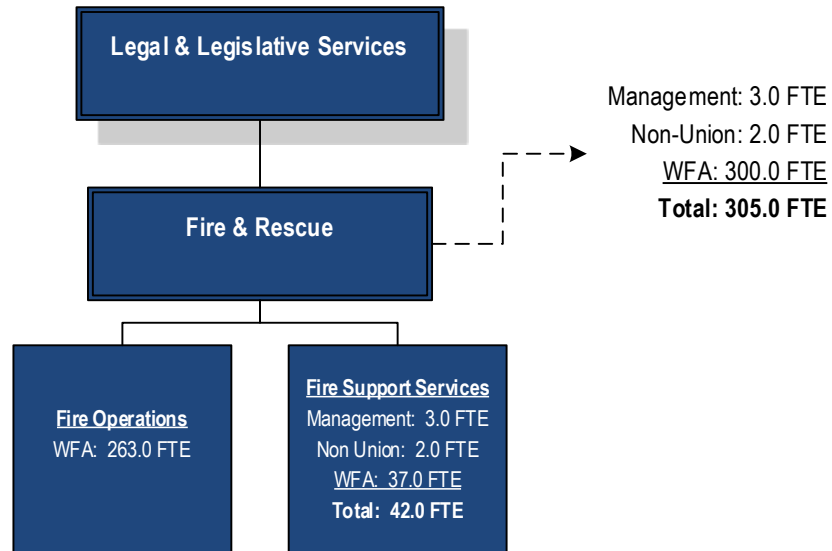 Legal & Legislative Services
Management: 3.0 FTE
Non-Union: 2.0 FTE
WFA: 300.0 FTE
Total: 305.0 FTE
Fire & Rescue
Fire Operations
WFA: 263.0 FTE
Fire Support Services
Management: 3.0 FTE
Non Union: 2.0 FTE
WFA: 37.0 FTE
Total: 42.0 FTE